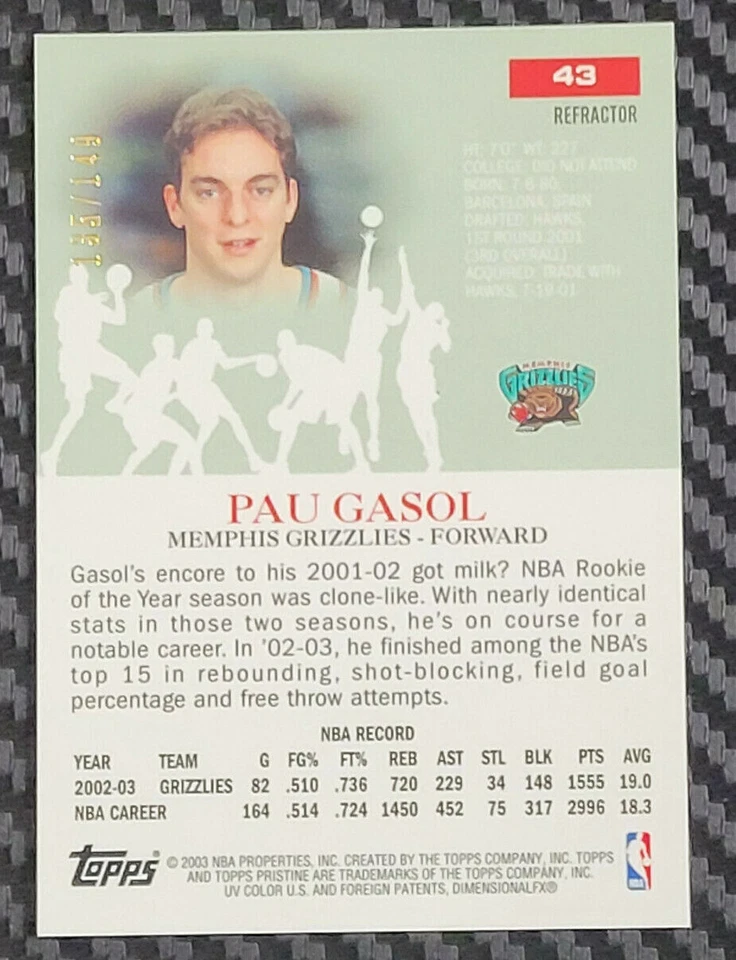 43
REFRACTOR
135/149
HT: 7'0" WT: 227
COLLEGE: DID NOT ATTEND
BORN: 7-6-80,
BARCELONA, SPAIN
DRAFTED: HAWKS,
1ST ROUND 2001
(3RD OVERALL)
ACQUIRED: TRADE WITH
HAWKS, 7-19-01
MEMPHIS
GRIZZLIES
PAU GASOL
MEMPHIS GRIZZLIES - FORWARD
Gasol's encore to his 2001-02 got milk? NBA Rookie
of the Year season was clone-like. With nearly identical
stats in those two seasons, he's on course for a
notable career. In '02-03, he finished among the NBA's
top 15 in rebounding, shot-blocking, field goal
percentage and free throw attempts.
NBA RECORD
YEAR TEAM G FG% FT% REB AST STL BLK PTS AVG
2002-03 GRIZZLIES 82 .510 .736 720 229 34 148 1555 19.0
NBA CAREER 164 .514 .724 1450 452 75 317 2996 18.3
Topps® © 2003 NBA PROPERTIES, INC. CREATED BY THE TOPPS COMPANY, INC. TOPPS
AND TOPPS PRISTINE ARE TRADEMARKS OF THE TOPPS COMPANY, INC.
UV COLOR U.S. AND FOREIGN PATENTS, DIMENSIONALFX®
NBA